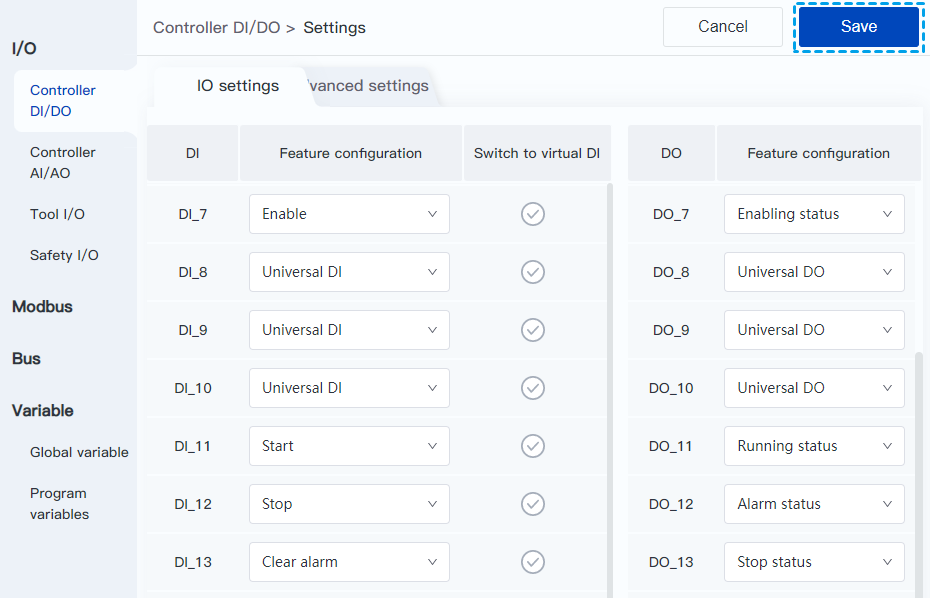 I/O
Controller
DI/DO
Controller
AI/AO
Tool I/O
Safety I/O
Modbus
Bus
Variable
Global variable
Program
variables
Controller DI/DO > Settings
Cancel
Save
IO settings
vanced settings
DI Feature configuration Switch to virtual DI DO Feature configuration
DI_7 Enable DO_7 Enabling status
DI_8 Universal DI DO_8 Universal DO
DI_9 Universal DI DO_9 Universal DO
DI_10 Universal DI DO_10 Universal DO
DI_11 Start DO_11 Running status
DI_12 Stop DO_12 Alarm status
DI_13 Clear alarm DO_13 Stop status